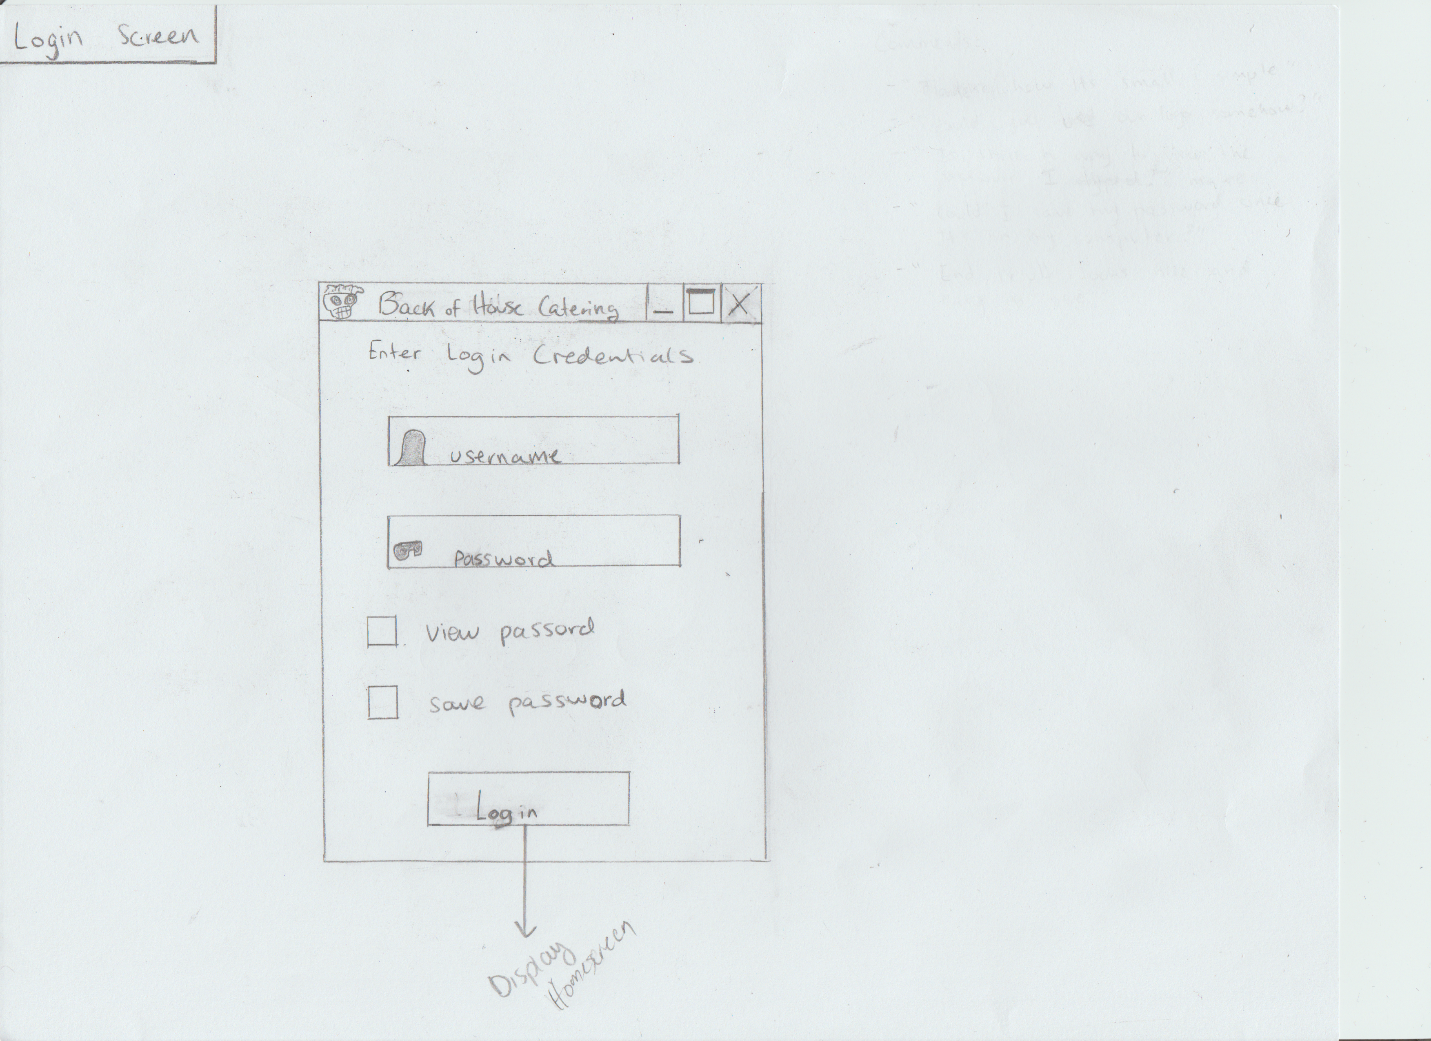 Login Screen
Back of House Catering
Enter Login Credentials
username
password
view passord
save password
Login
Display
Homescreen